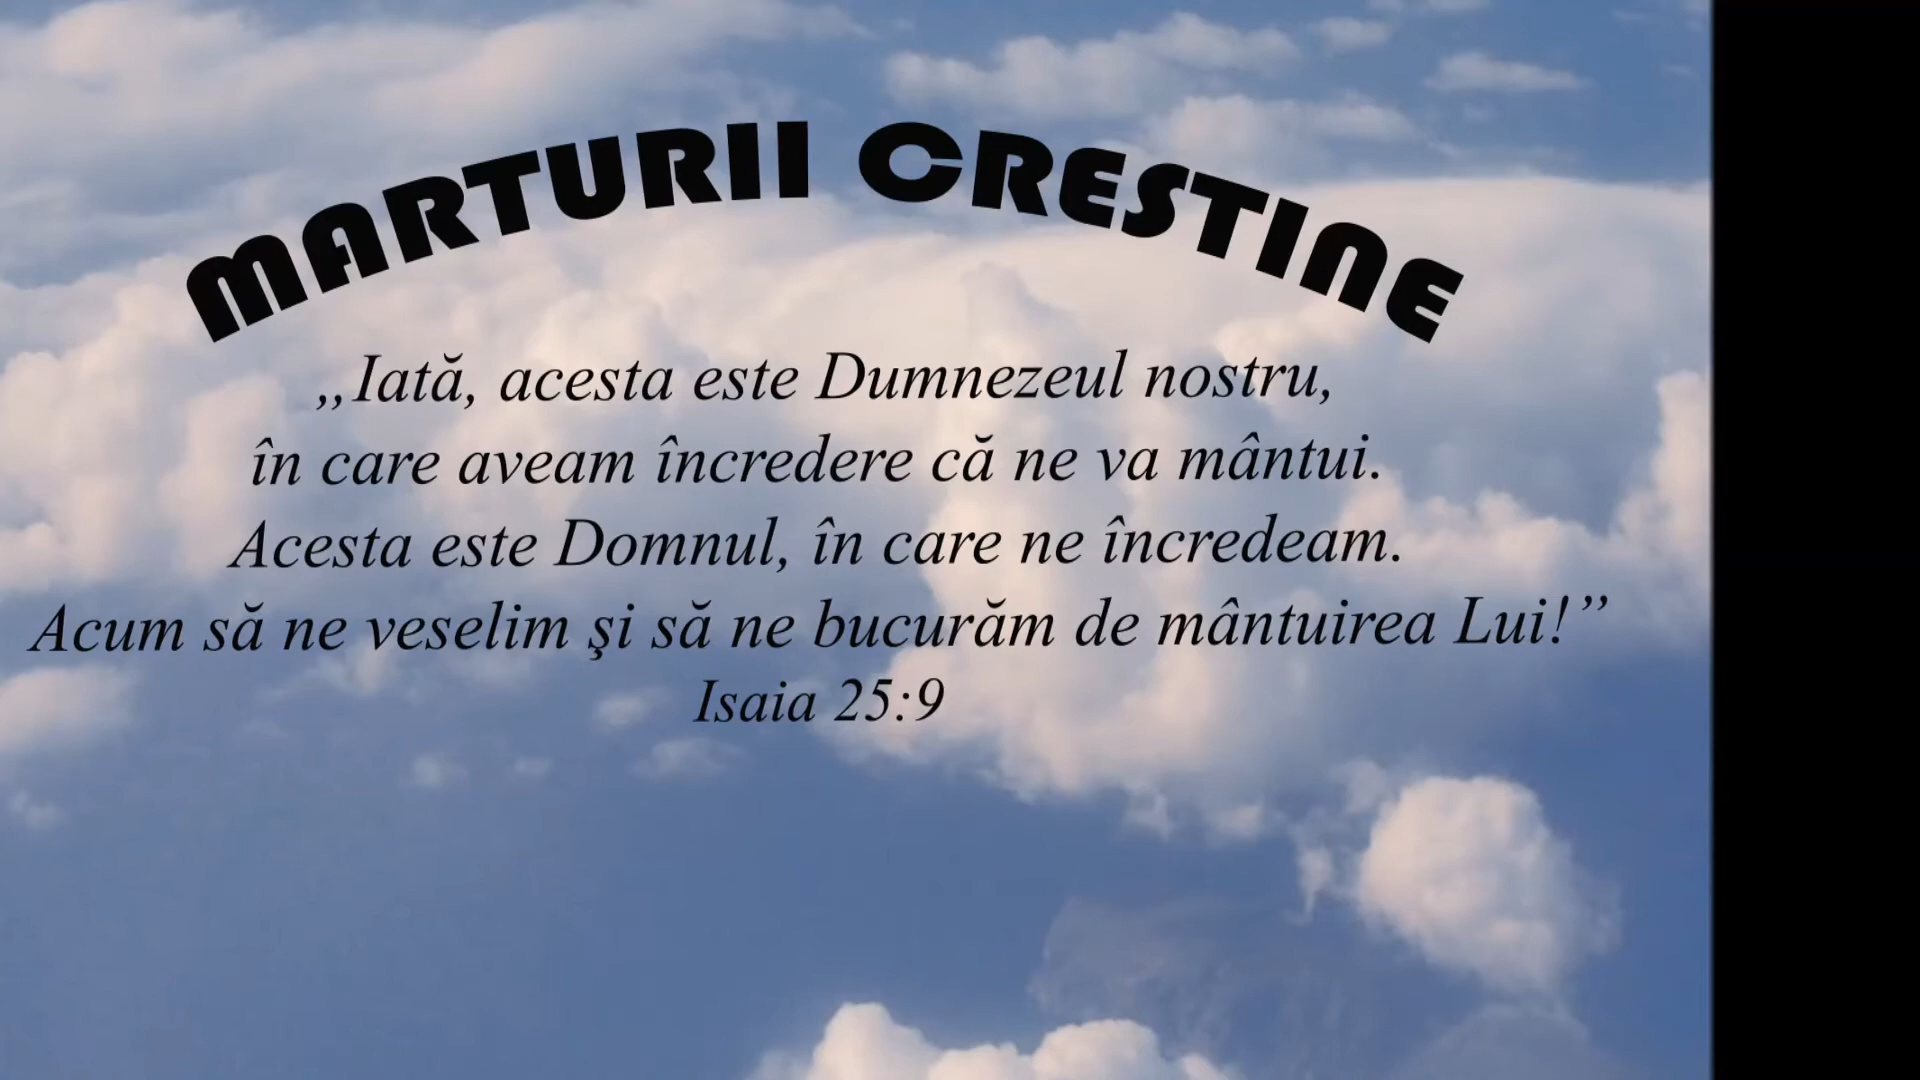 MARTURII CRESTINE
,,Iată, acesta este Dumnezeul nostru,
în care aveam încredere că ne va mântui.
Acesta este Domnul, în care ne încredeam.
Acum să ne veselim şi să ne bucurăm de mântuirea Lui!”
Isaia 25:9